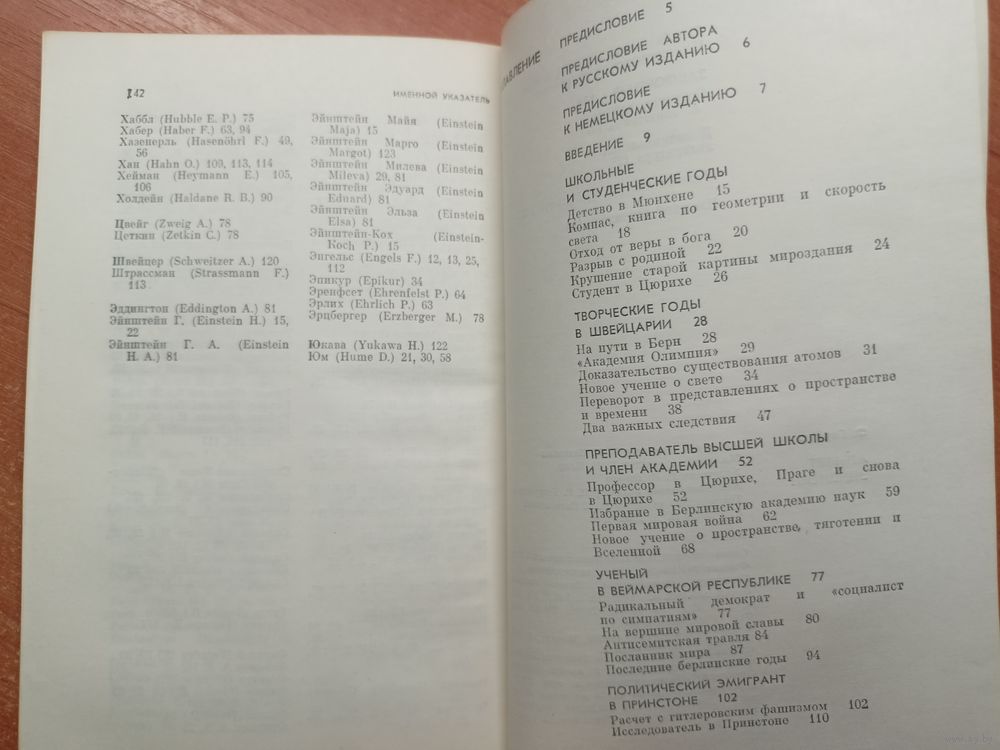 142
ИМЕННОЙ УКАЗАТЕЛЬ
Хаббл (Hubble E. P.) 75
Хабер (Haber F.) 63, 94
Хазенерль (Hasenöhrl F.) 49,
56
Хан (Hahn O.) 109, 113, 114
Хейман (Heymann E.) 105,
106
Холдейн (Haldane R. B.) 90
Цвейг (Zweig A.) 78
Цеткин (Zetkin C.) 78
Швейцер (Schweitzer A.) 120
Штрассман (Strassmann F.)
113
Эддингтон (Eddington A.) 81
Эйнштейн Г. (Einstein H.) 15,
22
Эйнштейн Г. А. (Einstein
H. A.) 81
Эйнштейн Майя (Einstein
Maja) 15
Эйнштейн Марго (Einstein
Margot) 123
Эйнштейн Милева (Einstein
Mileva) 29, 81
Эйнштейн Эдуард (Einstein
Eduard) 81
Эйнштейн Эльза (Einstein
Elsa) 81
Эйнштейн-Кох (Einstein-
Koch P.) 15
Энгельс (Engels F.) 12, 13, 25,
112
Эпикур (Epikur) 34
Эренфест (Ehrenfelst P.) 64
Эрлих (Ehrlich P.) 63
Эрцбергер (Erzberger M.) 78
Юкава (Yukawa H.) 122
Юм (Hume D.) 21, 30, 58
ПРЕДИСЛОВИЕ 5
ПРЕДИСЛОВИЕ АВТОРА
К РУССКОМУ ИЗДАНИЮ 6
ПРЕДИСЛОВИЕ
К НЕМЕЦКОМУ ИЗДАНИЮ 7
ВВЕДЕНИЕ 9
ШКОЛЬНЫЕ
И СТУДЕНЧЕСКИЕ ГОДЫ
Детство в Мюнхене 15
Компас, книга по геометрии и скорость
света 18
Отход от веры в бога 20
Разрыв с родиной 22
Крушение старой картины мироздания 24
Студент в Цюрихе 26
ТВОРЧЕСКИЕ ГОДЫ
В ШВЕЙЦАРИИ 28
На пути в Берн 28
«Академия Олимпия» 29
Доказательство существования атомов 31
Новое учение о свете 34
Переворот в представлениях о пространстве
и времени 38
Два важных следствия 47
ПРЕПОДАВАТЕЛЬ ВЫСШЕЙ ШКОЛЫ
И ЧЛЕН АКАДЕМИИ 52
Профессор в Цюрихе, Праге и снова
в Цюрихе 52
Избрание в Берлинскую академию наук 59
Первая мировая война 62
Новое учение о пространстве, тяготении и
Вселенной 68
УЧЕНЫЙ
В ВЕЙМАРСКОЙ РЕСПУБЛИКЕ 77
Радикальный демократ и «социалист
по симпатиям» 77
На вершине мировой славы 80
Антисемитская травля 84
Посланник мира 87
Последние берлинские годы 94
ПОЛИТИЧЕСКИЙ ЭМИГРАНТ
В ПРИНСТОНЕ 102
Расчет с гитлеровским фашизмом 102
Исследователь в Принстоне 110